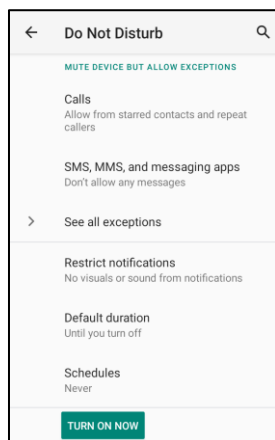 Do Not Disturb
MUTE DEVICE BUT ALLOW EXCEPTIONS
Calls
Allow from starred contacts and repeat
callers
SMS, MMS, and messaging apps
Don't allow any messages
See all exceptions
Restrict notifications
No visuals or sound from notifications
Default duration
Until you turn off
Schedules
Never
TURN ON NOW